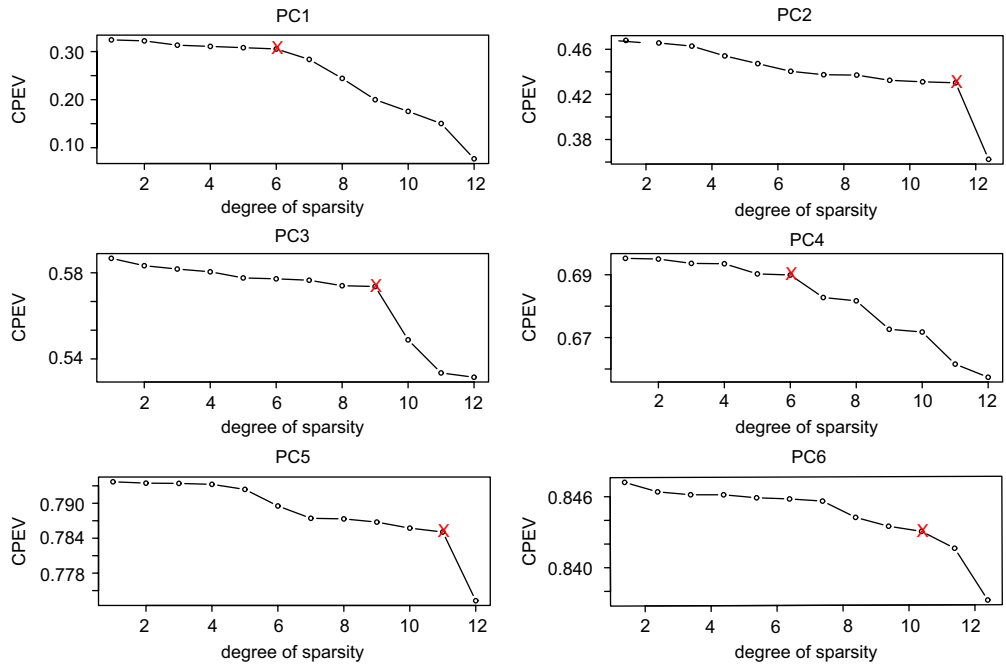 PC1
CPEV
0.30
0.20
0.10
X
2 4 6 8 10 12
degree of sparsity
PC2
CPEV
0.46
0.42
0.38
X
2 4 6 8 10 12
degree of sparsity
PC3
CPEV
0.58
0.54
X
2 4 6 8 10 12
degree of sparsity
PC4
CPEV
0.69
0.67
X
2 4 6 8 10 12
degree of sparsity
PC5
CPEV
0.790
0.784
0.778
X
2 4 6 8 10 12
degree of sparsity
PC6
CPEV
0.846
0.840
X
2 4 6 8 10 12
degree of sparsity